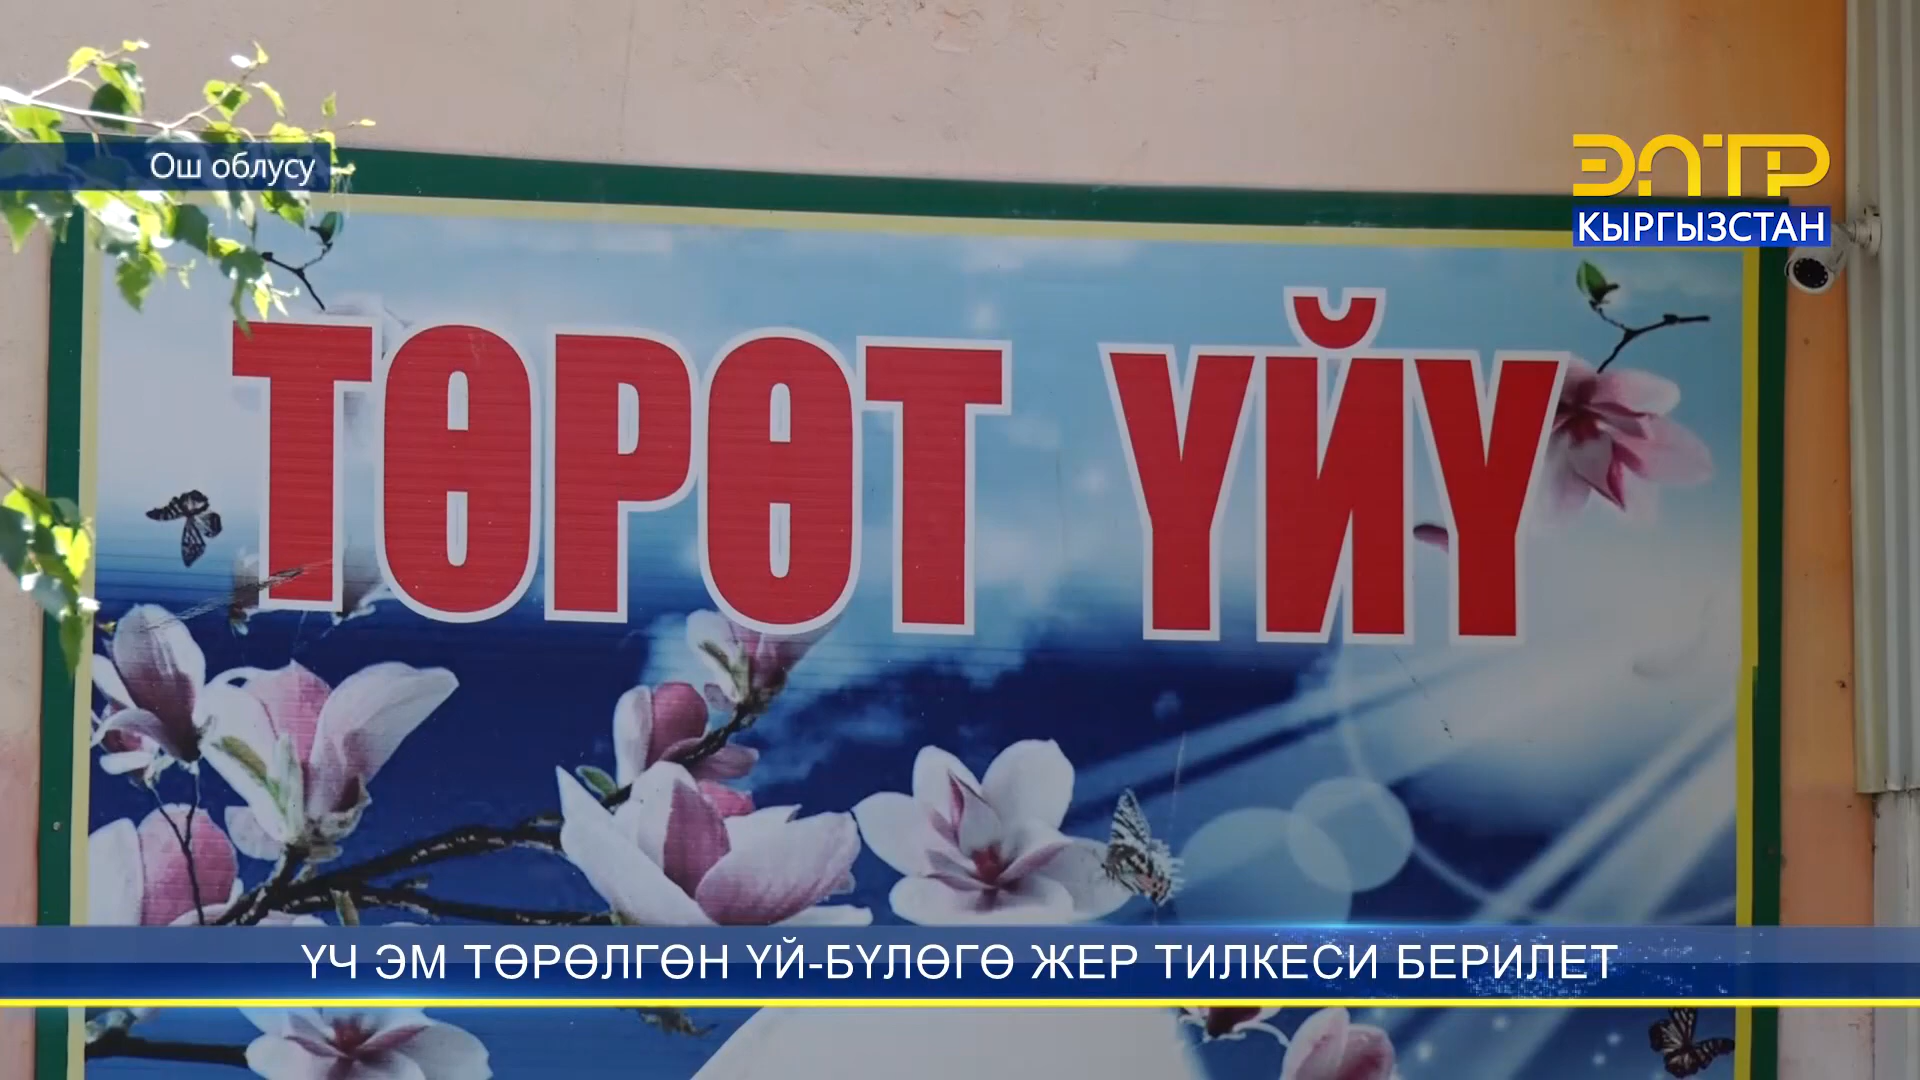 Ош облусу
ЭЛТР
КЫРГЫЗСТАН
ТӨРӨТ ҮЙҮ
ҮЧ ЭМ ТӨРӨЛГӨН ҮЙ-БҮЛӨГӨ ЖЕР ТИЛКЕСИ БЕРИЛЕТ